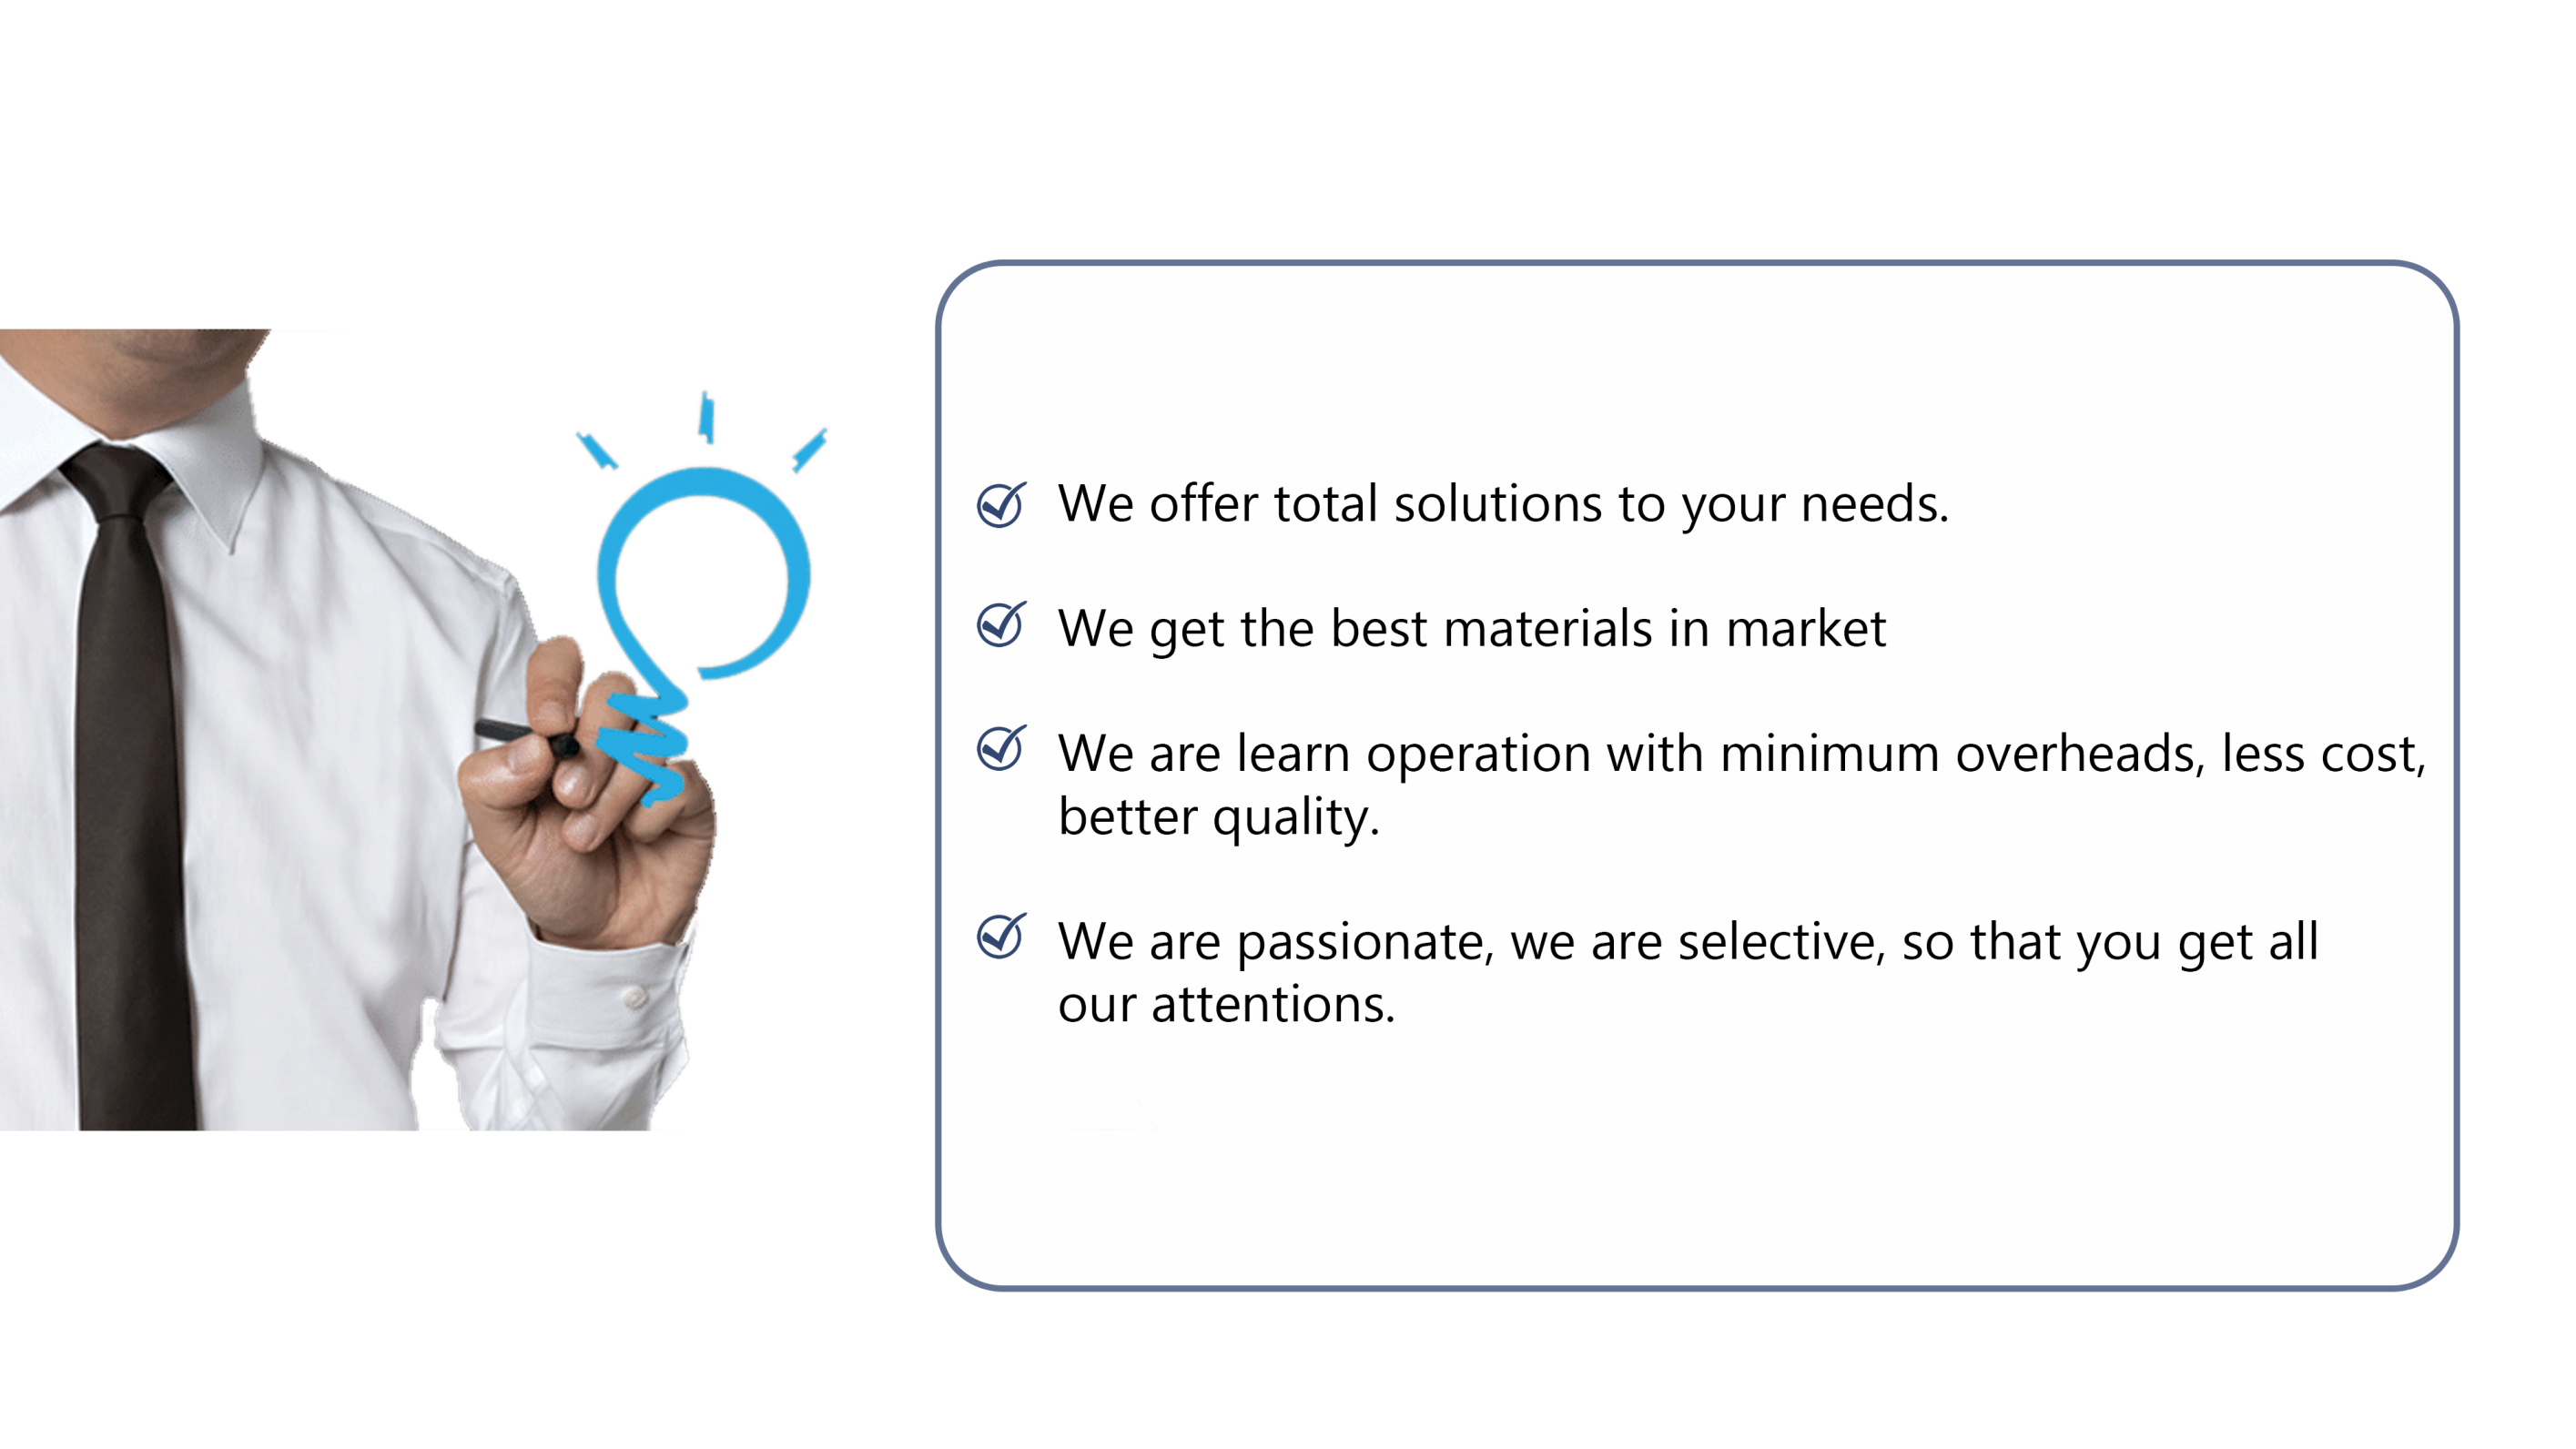 We offer total solutions to your needs.
We get the best materials in market
We are learn operation with minimum overheads, less cost,
better quality.
We are passionate, we are selective, so that you get all
our attentions.